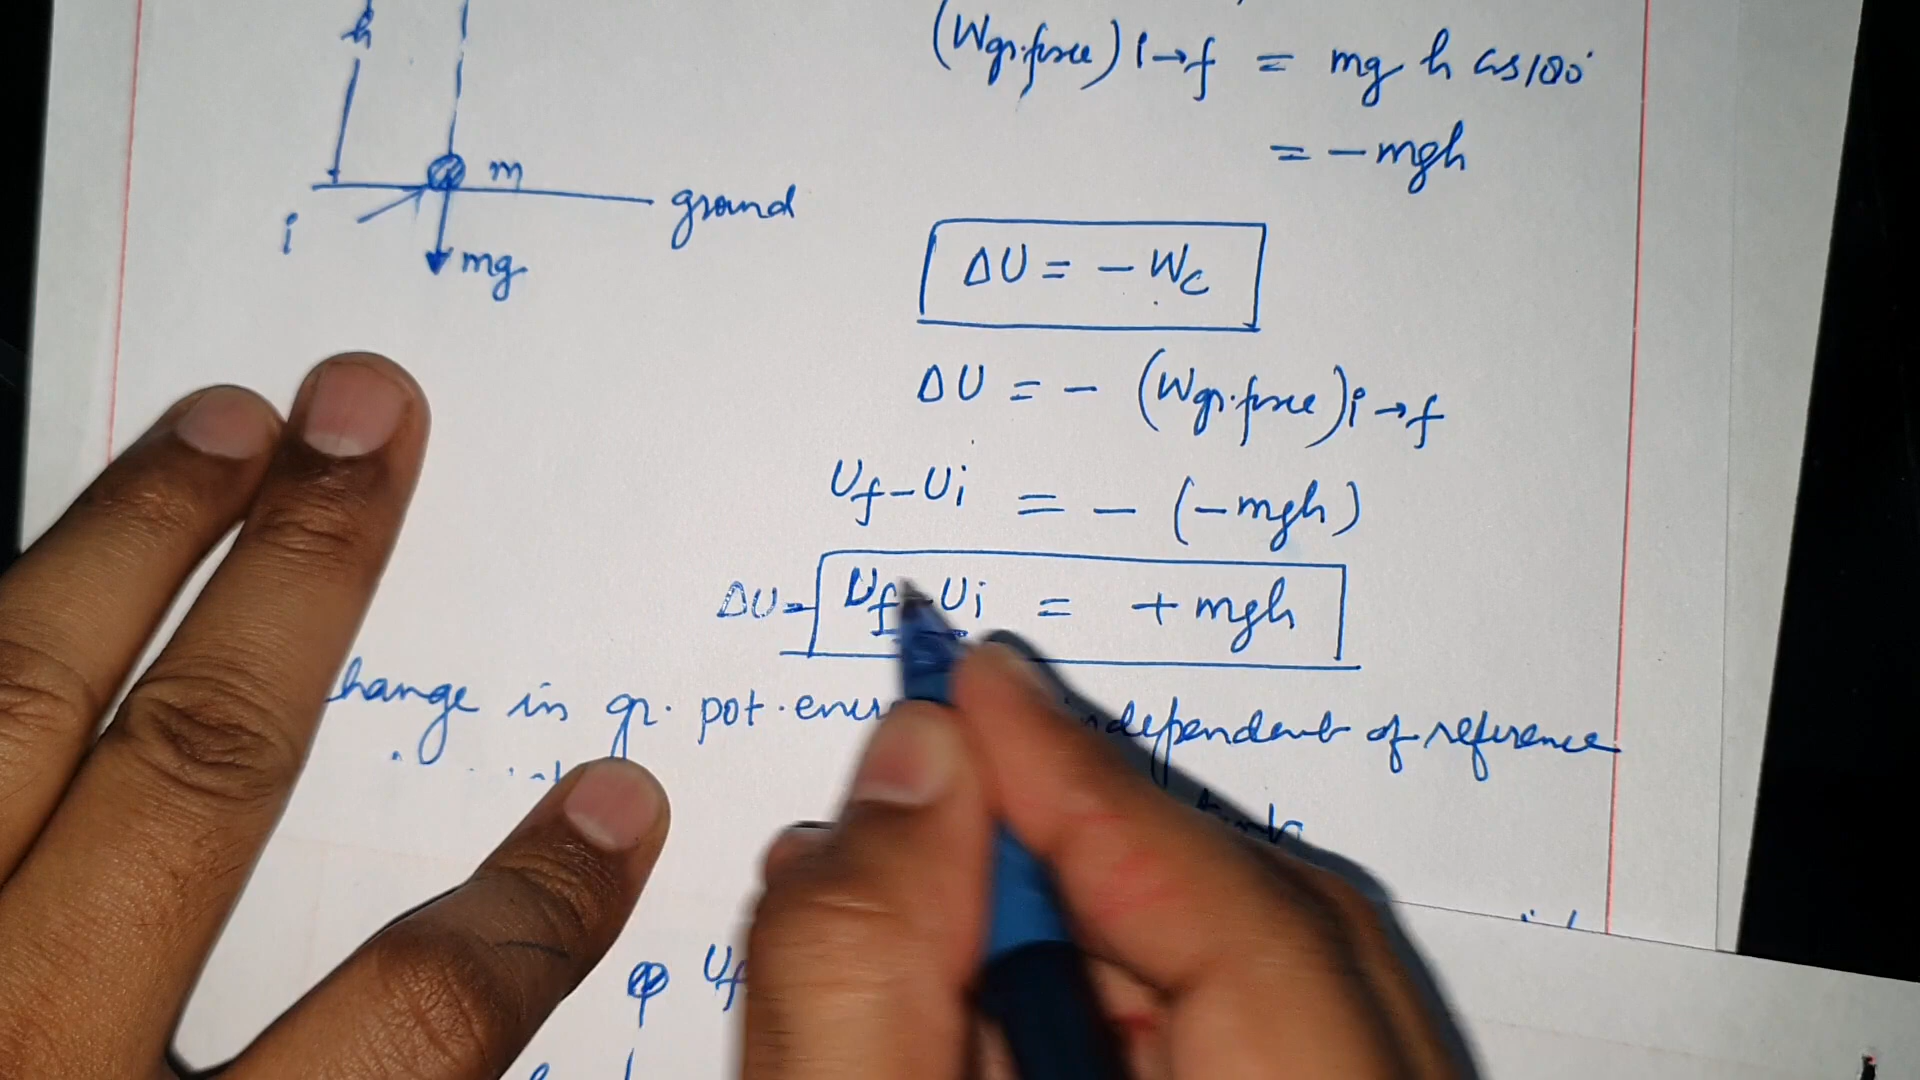 h
(Wgr.force) i→f = mg h cos180°
= -mgh
m
ground
i
mg
ΔU = - Wc
ΔU = - (Wgr.force) i→f
Uf - Ui = - (-mgh)
ΔU = Uf - Ui = + mgh
change in gr. pot. independent of reference
Uf